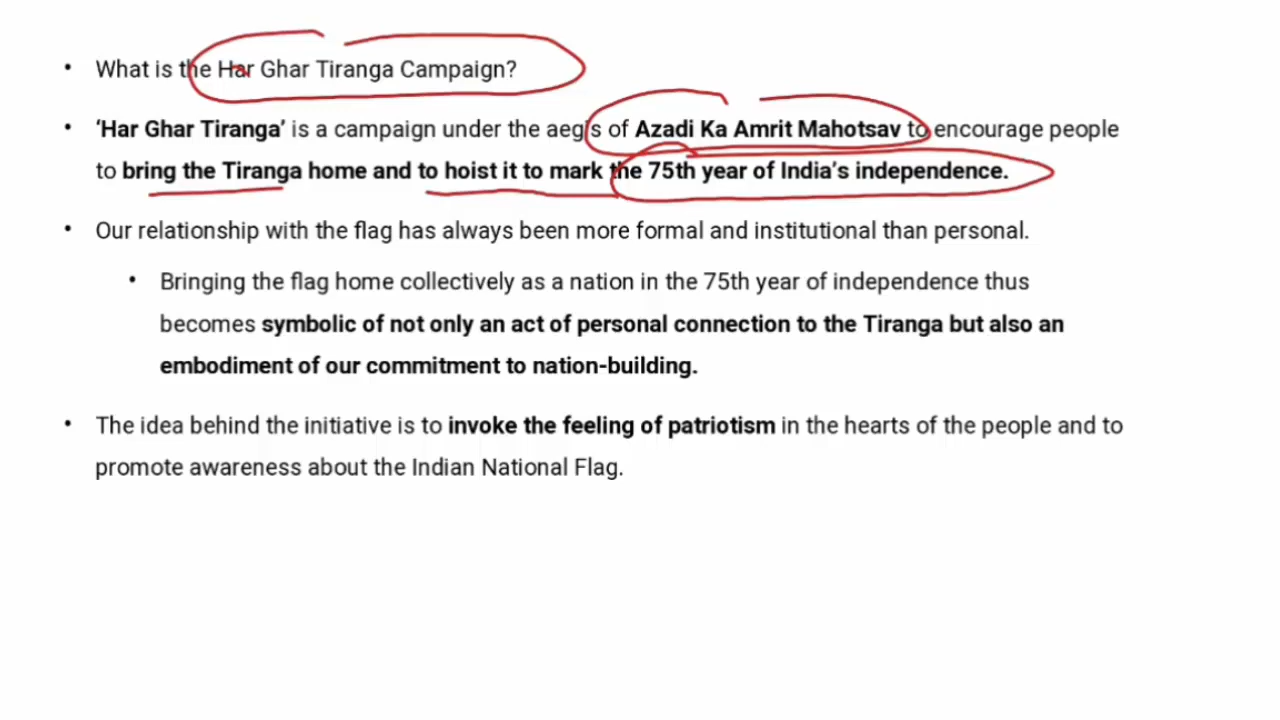 • What is the Har Ghar Tiranga Campaign?
• ‘Har Ghar Tiranga’ is a campaign under the aegis of Azadi Ka Amrit Mahotsav to encourage people
to bring the Tiranga home and to hoist it to mark the 75th year of India’s independence.
• Our relationship with the flag has always been more formal and institutional than personal.
• Bringing the flag home collectively as a nation in the 75th year of independence thus
becomes symbolic of not only an act of personal connection to the Tiranga but also an
embodiment of our commitment to nation-building.
• The idea behind the initiative is to invoke the feeling of patriotism in the hearts of the people and to
promote awareness about the Indian National Flag.